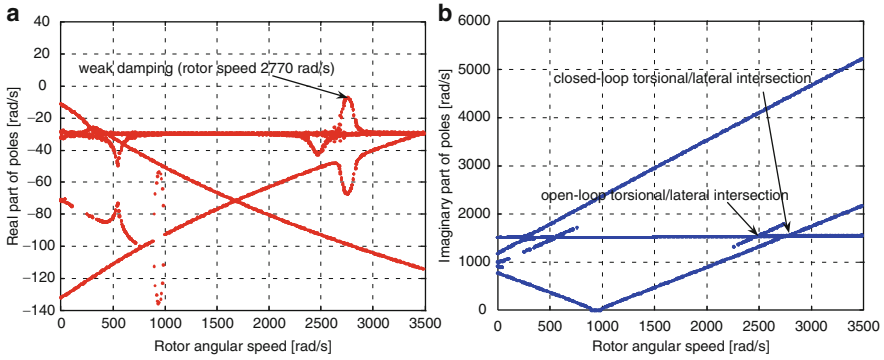 a
40
20
0
−20
−40
−60
−80
−100
−120
−140
Real part of poles [rad/s]
weak damping (rotor speed 2770 rad/s)
0 500 1000 1500 2000 2500 3000 3500
Rotor angular speed [rad/s]
b
6000
5000
4000
3000
2000
1000
0
Imaginary part of poles [rad/s]
closed-loop torsional/lateral intersection
open-loop torsional/lateral intersection
0 500 1000 1500 2000 2500 3000 3500
Rotor angular speed [rad/s]